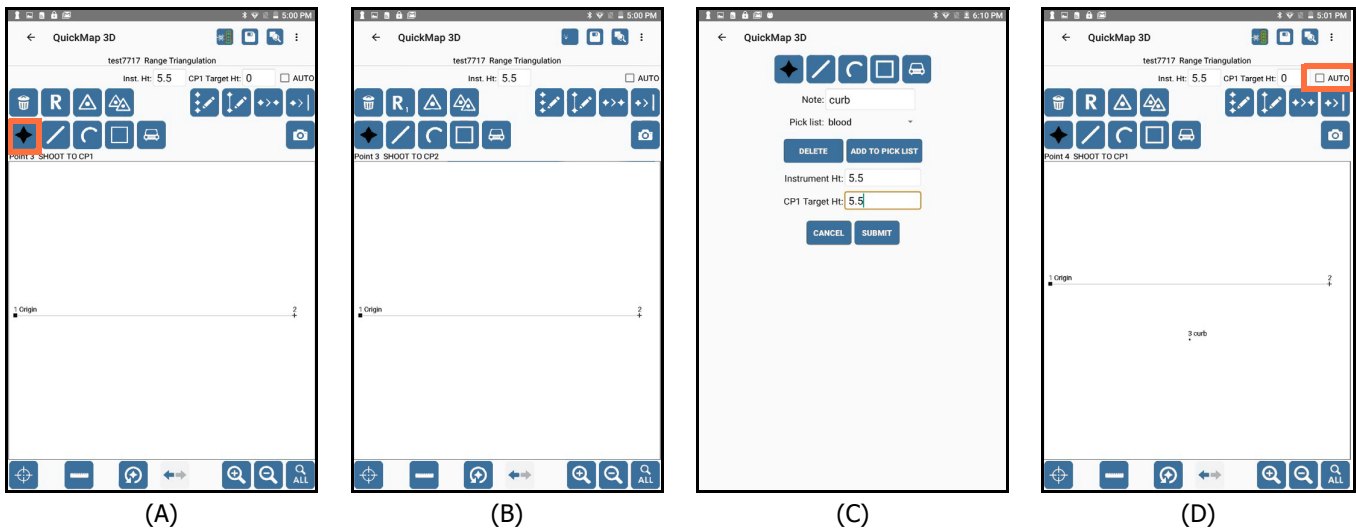 5:00 PM
QuickMap 3D
test7717 Range Triangulation
Inst. Ht: 5.5 CP1 Target Ht: 0 AUTO
R
Point 3 SHOOT TO CP1
1 Origin 2
ALL
(A)
5:00 PM
QuickMap 3D
test7717 Range Triangulation
Inst. Ht: 5.5 AUTO
R1
Point 3 SHOOT TO CP2
1 Origin 2
ALL
(B)
6:10 PM
QuickMap 3D
Note: curb
Pick list: blood
DELETE ADD TO PICK LIST
Instrument Ht: 5.5
CP1 Target Ht: 5.5
CANCEL SUBMIT
(C)
5:01 PM
QuickMap 3D
test7717 Range Triangulation
Inst. Ht: 5.5 CP1 Target Ht: 0 AUTO
R
Point 4 SHOOT TO CP1
1 Origin 2
3 curb
ALL
(D)